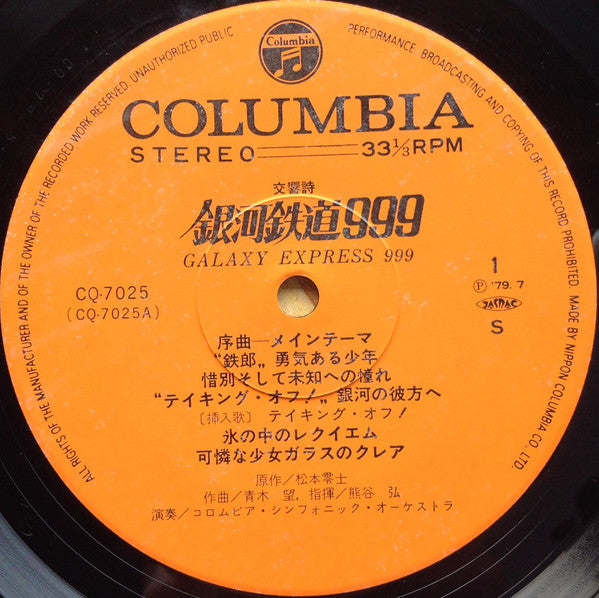 ALL RIGHTS OF THE MANUFACTURER AND OF THE OWNER OF THE RECORDED WORK RESERVED. UNAUTHORIZED PUBLIC PERFORMANCE, BROADCASTING AND COPYING OF THIS RECORD PROHIBITED. MADE BY NIPPON COLUMBIA CO., LTD.
Columbia
COLUMBIA
STEREO 33⅓RPM
交響詩
銀河鉄道999
GALAXY EXPRESS 999
CQ-7025
(CQ-7025A)
1
Ⓟ '79.7
JASRAC
S
序曲―メインテーマ
“鉄郎„ 勇気ある少年
惜別そして未知への憧れ
“テイキング・オフ!„ 銀河の彼方へ
〔挿入歌〕 テイキング・オフ!
氷の中のレクイエム
可憐な少女ガラスのクレア
原作/松本零士
作曲/青木 望, 指揮/熊谷 弘
演奏/コロムビア・シンフォニック・オーケストラ